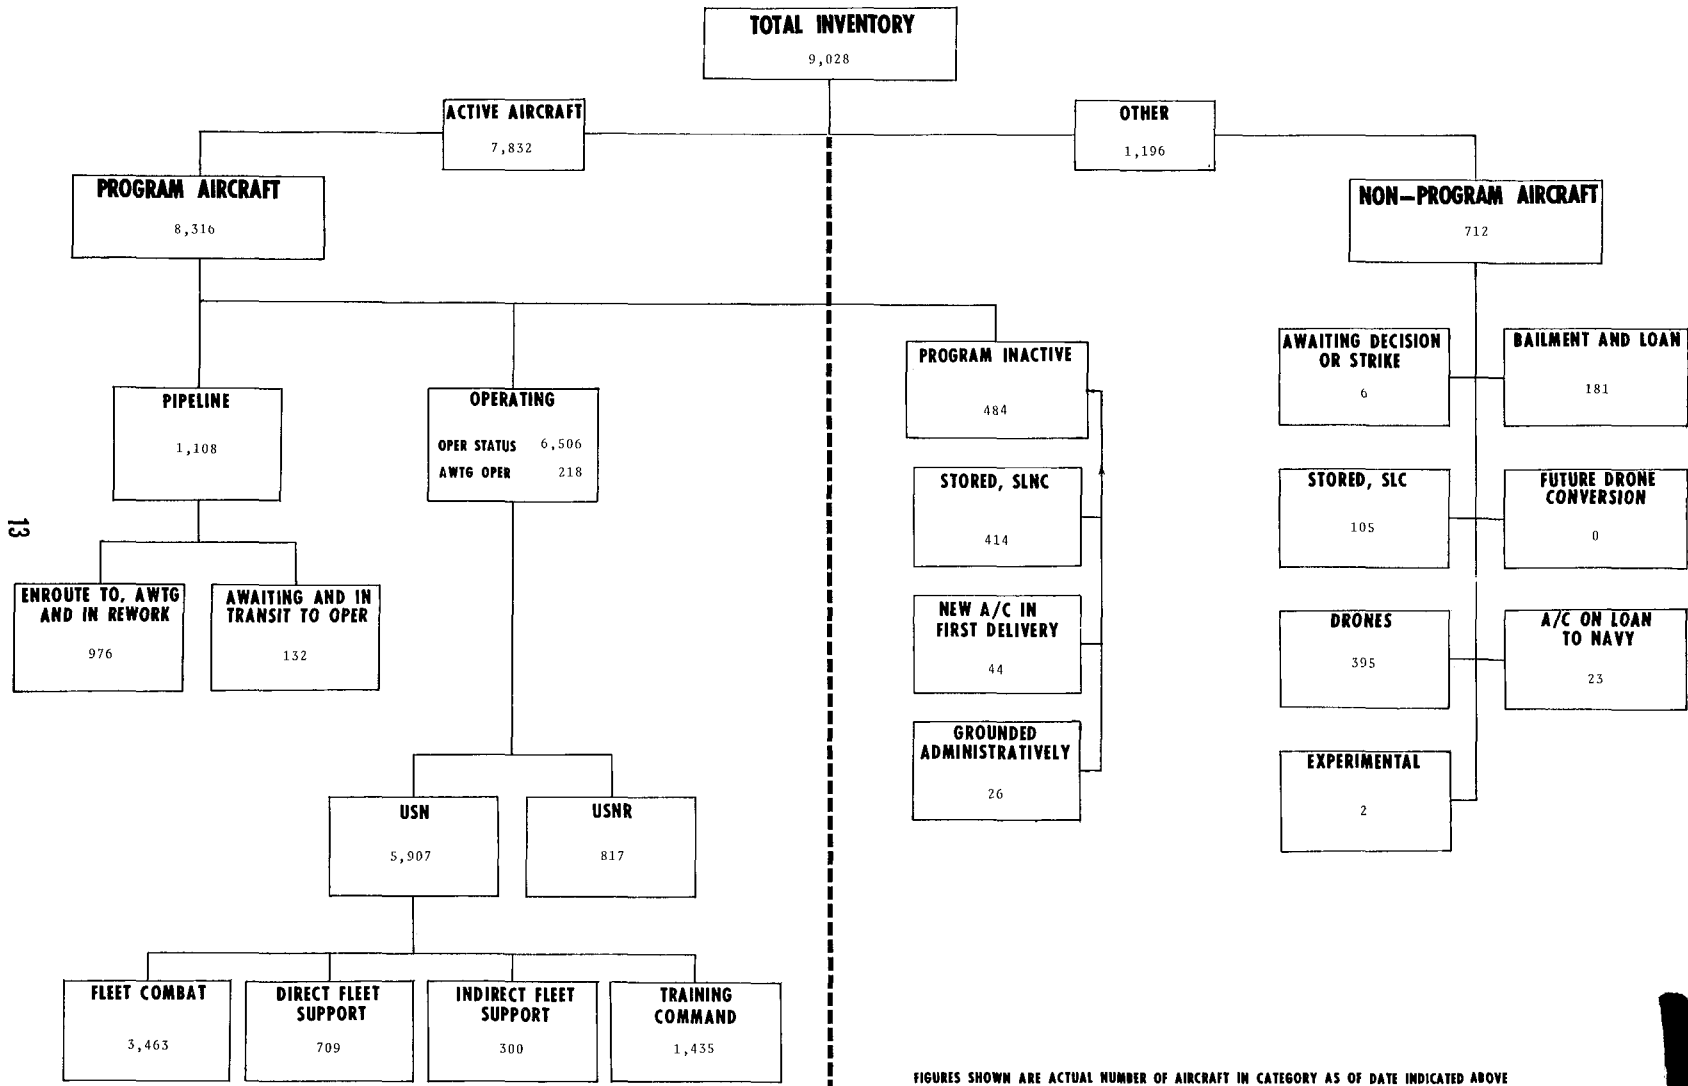 TOTAL INVENTORY
9,028
ACTIVE AIRCRAFT
7,832
OTHER
1,196
PROGRAM AIRCRAFT
8,316
NON-PROGRAM AIRCRAFT
712
PIPELINE
1,108
OPERATING
OPER STATUS 6,506
AWTG OPER 218
PROGRAM INACTIVE
484
AWAITING DECISION
OR STRIKE
6
BAILMENT AND LOAN
181
STORED, SLNC
414
STORED, SLC
105
FUTURE DRONE
CONVERSION
0
13
ENROUTE TO, AWTG
AND IN REWORK
976
AWAITING AND IN
TRANSIT TO OPER
132
NEW A/C IN
FIRST DELIVERY
44
DRONES
395
A/C ON LOAN
TO NAVY
23
GROUNDED
ADMINISTRATIVELY
26
EXPERIMENTAL
2
USN
5,907
USNR
817
FLEET COMBAT
3,463
DIRECT FLEET
SUPPORT
709
INDIRECT FLEET
SUPPORT
300
TRAINING
COMMAND
1,435
FIGURES SHOWN ARE ACTUAL NUMBER OF AIRCRAFT IN CATEGORY AS OF DATE INDICATED ABOVE